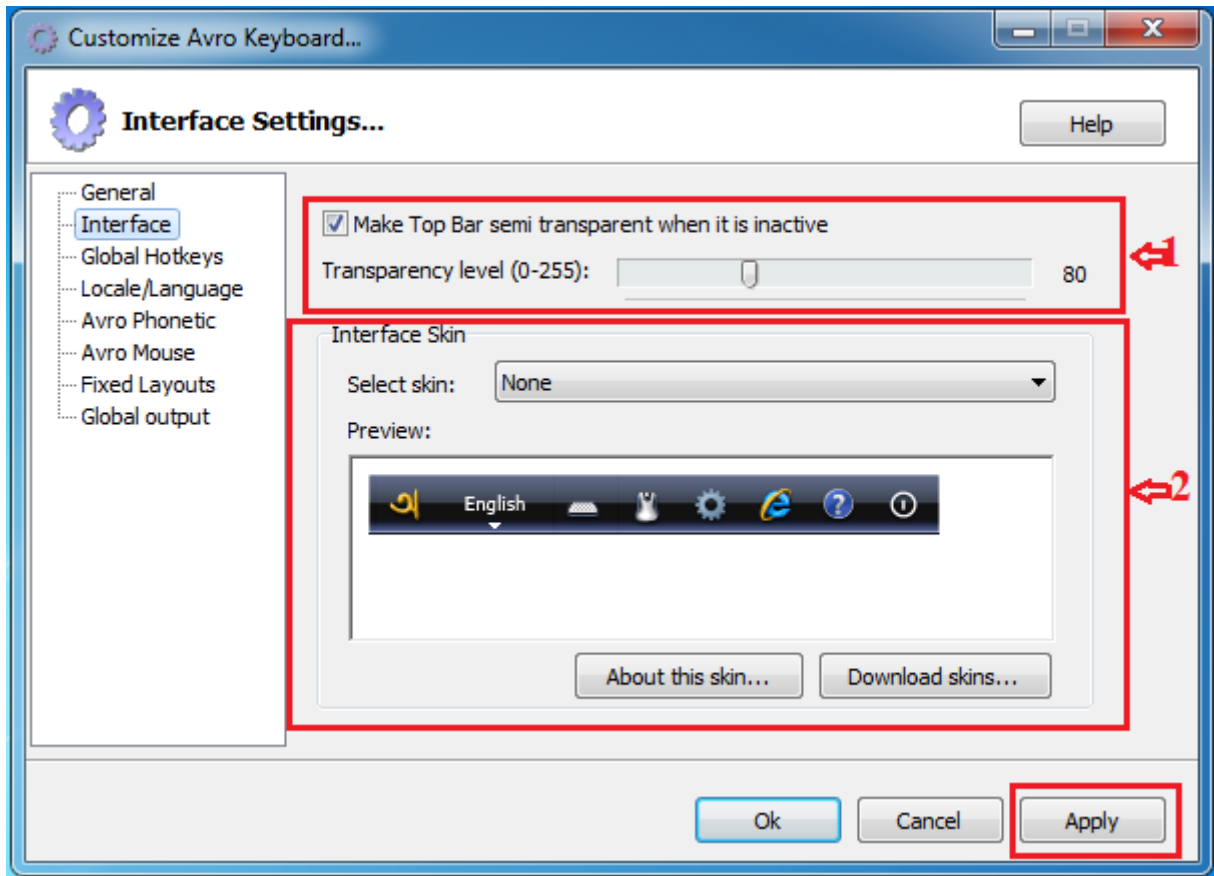 Customize Avro Keyboard...
Interface Settings...
Help
General
Interface
Global Hotkeys
Locale/Language
Avro Phonetic
Avro Mouse
Fixed Layouts
Global output
Make Top Bar semi transparent when it is inactive
Transparency level (0-255): 80
1
Interface Skin
Select skin: None
Preview:
অ English
2
About this skin... Download skins...
Ok Cancel Apply